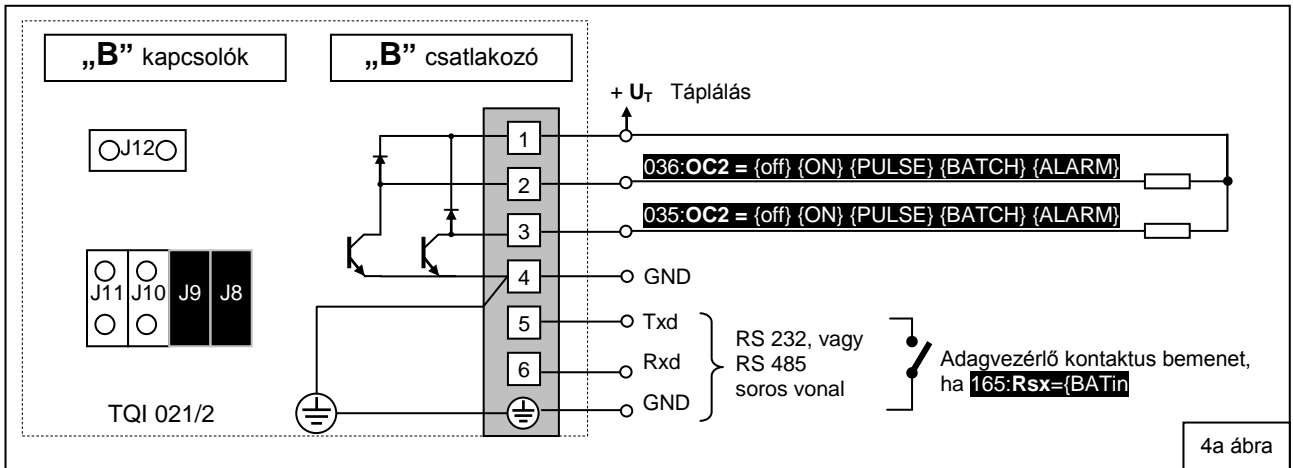 „B” kapcsolók
„B” csatlakozó
+ UT Táplálás
J12
1
036:OC2 = {off} {ON} {PULSE} {BATCH} {ALARM}
2
035:OC2 = {off} {ON} {PULSE} {BATCH} {ALARM}
3
J11 J10 J9 J8
4 GND
5 Txd
6 Rxd
RS 232, vagy
RS 485
soros vonal
Adagvezérlő kontaktus bemenet,
ha 165:Rsx={BATin
GND
TQI 021/2
4a ábra